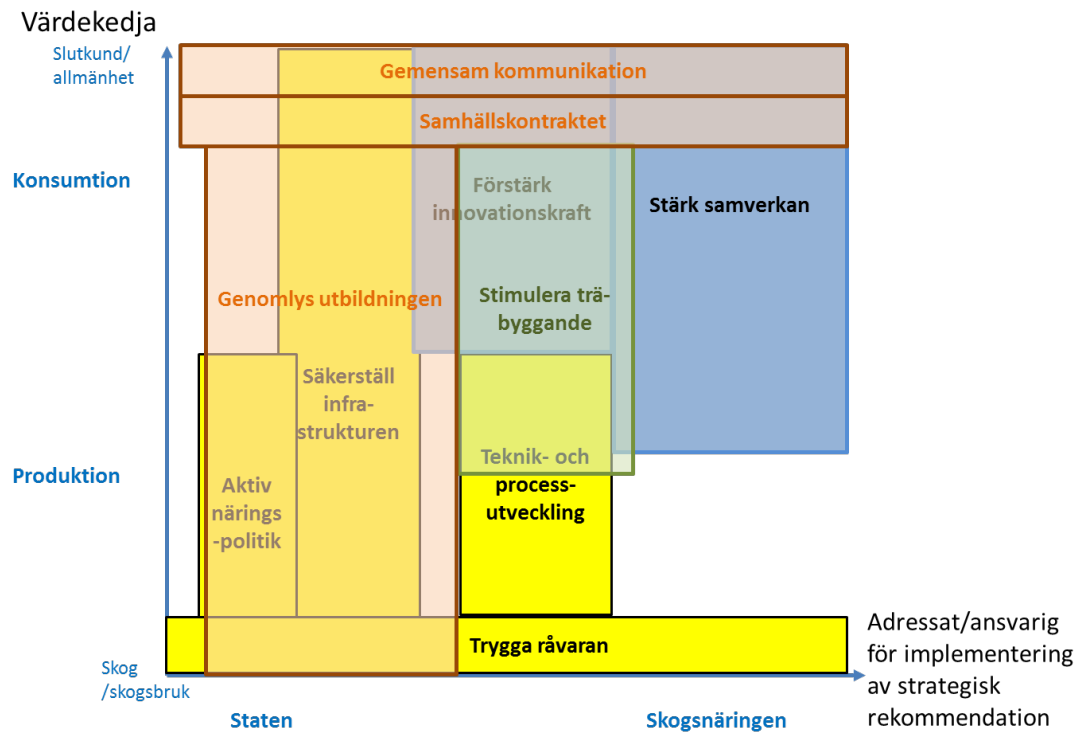 Värdekedja
Slutkund/
allmänhet
Gemensam kommunikation
Samhällskontraktet
Konsumtion
Förstärk
innovationskraft
Stärk samverkan
Genomlys utbildningen
Stimulera trä-
byggande
Säkerställ
infra-
strukturen
Produktion
Aktiv
närings
-politik
Teknik- och
process-
utveckling
Trygga råvaran
Skog
/skogsbruk
Adressat/ansvarig
för implementering
av strategisk
rekommendation
Staten
Skogsnäringen